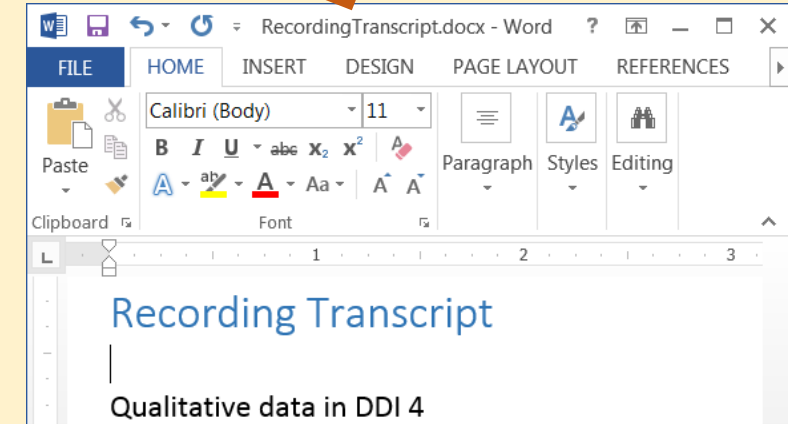 RecordingTranscript.docx - Word ?
FILE HOME INSERT DESIGN PAGE LAYOUT REFERENCES
Calibri (Body) 11
B I U abc X₂ X²
Paste Paragraph Styles Editing
A ab A Aa A A
Clipboard Font
L 1 2 3
Recording Transcript
Qualitative data in DDI 4